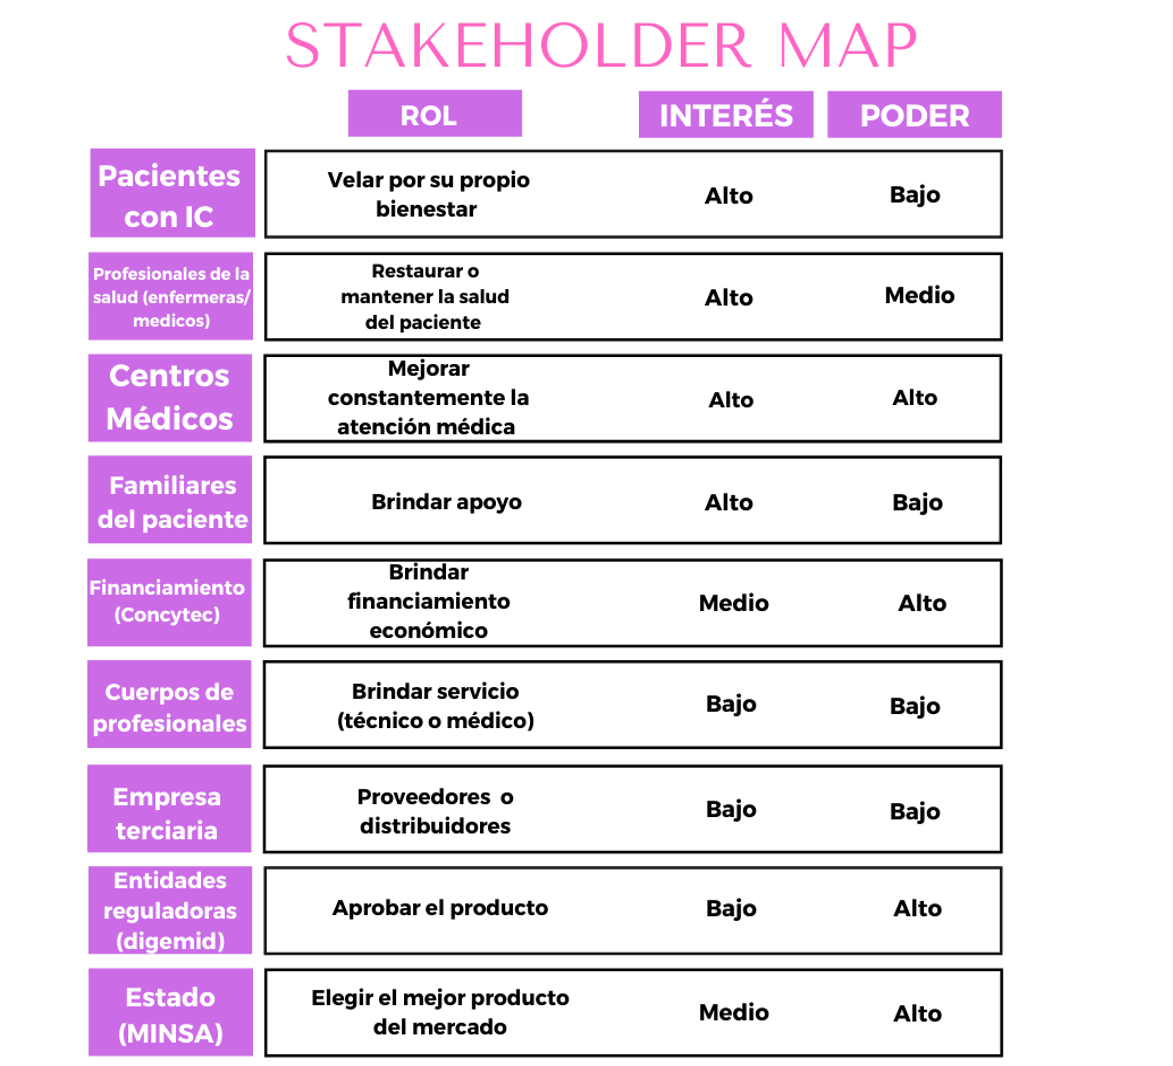 STAKEHOLDER MAP
ROL
INTERÉS
PODER
Pacientes
con IC
Velar por su propio
bienestar
Alto
Bajo
Profesionales de la
salud (enfermeras/
medicos)
Restaurar o
mantener la salud
del paciente
Alto
Medio
Centros
Médicos
Mejorar
constantemente la
atención médica
Alto
Alto
Familiares
del paciente
Brindar apoyo
Alto
Bajo
Financiamiento
(Concytec)
Brindar
financiamiento
económico
Medio
Alto
Cuerpos de
profesionales
Brindar servicio
(técnico o médico)
Bajo
Bajo
Empresa
terciaria
Proveedores o
distribuidores
Bajo
Bajo
Entidades
reguladoras
(digemid)
Aprobar el producto
Bajo
Alto
Estado
(MINSA)
Elegir el mejor producto
del mercado
Medio
Alto